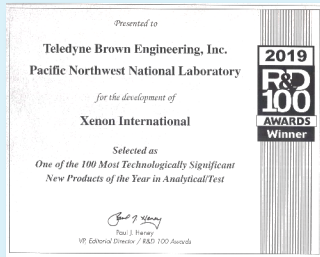 Presented to
Teledyne Brown Engineering, Inc.
Pacific Northwest National Laboratory
for the development of
Xenon International
Selected as
One of the 100 Most Technologically Significant
New Products of the Year in Analytical/Test
Paul J. Heney
VP, Editorial Director / R&D 100 Awards
2019
R&D
100
AWARDS
Winner